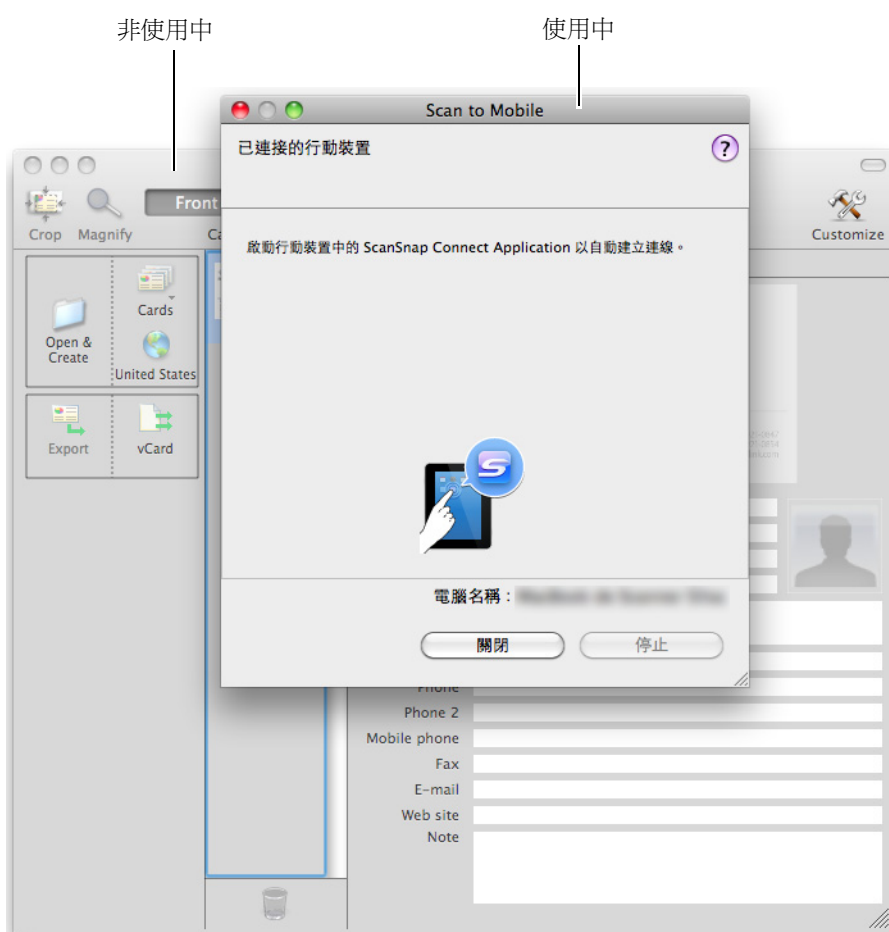 非使用中
使用中
Scan to Mobile
已連接的行動裝置
?
Front
Crop
Magnify
Customize
啟動行動裝置中的 ScanSnap Connect Application 以自動建立連線。
Open &
Create
Cards
United States
Export
vCard
電腦名稱：
關閉
停止
Phone
Phone 2
Mobile phone
Fax
E-mail
Web site
Note